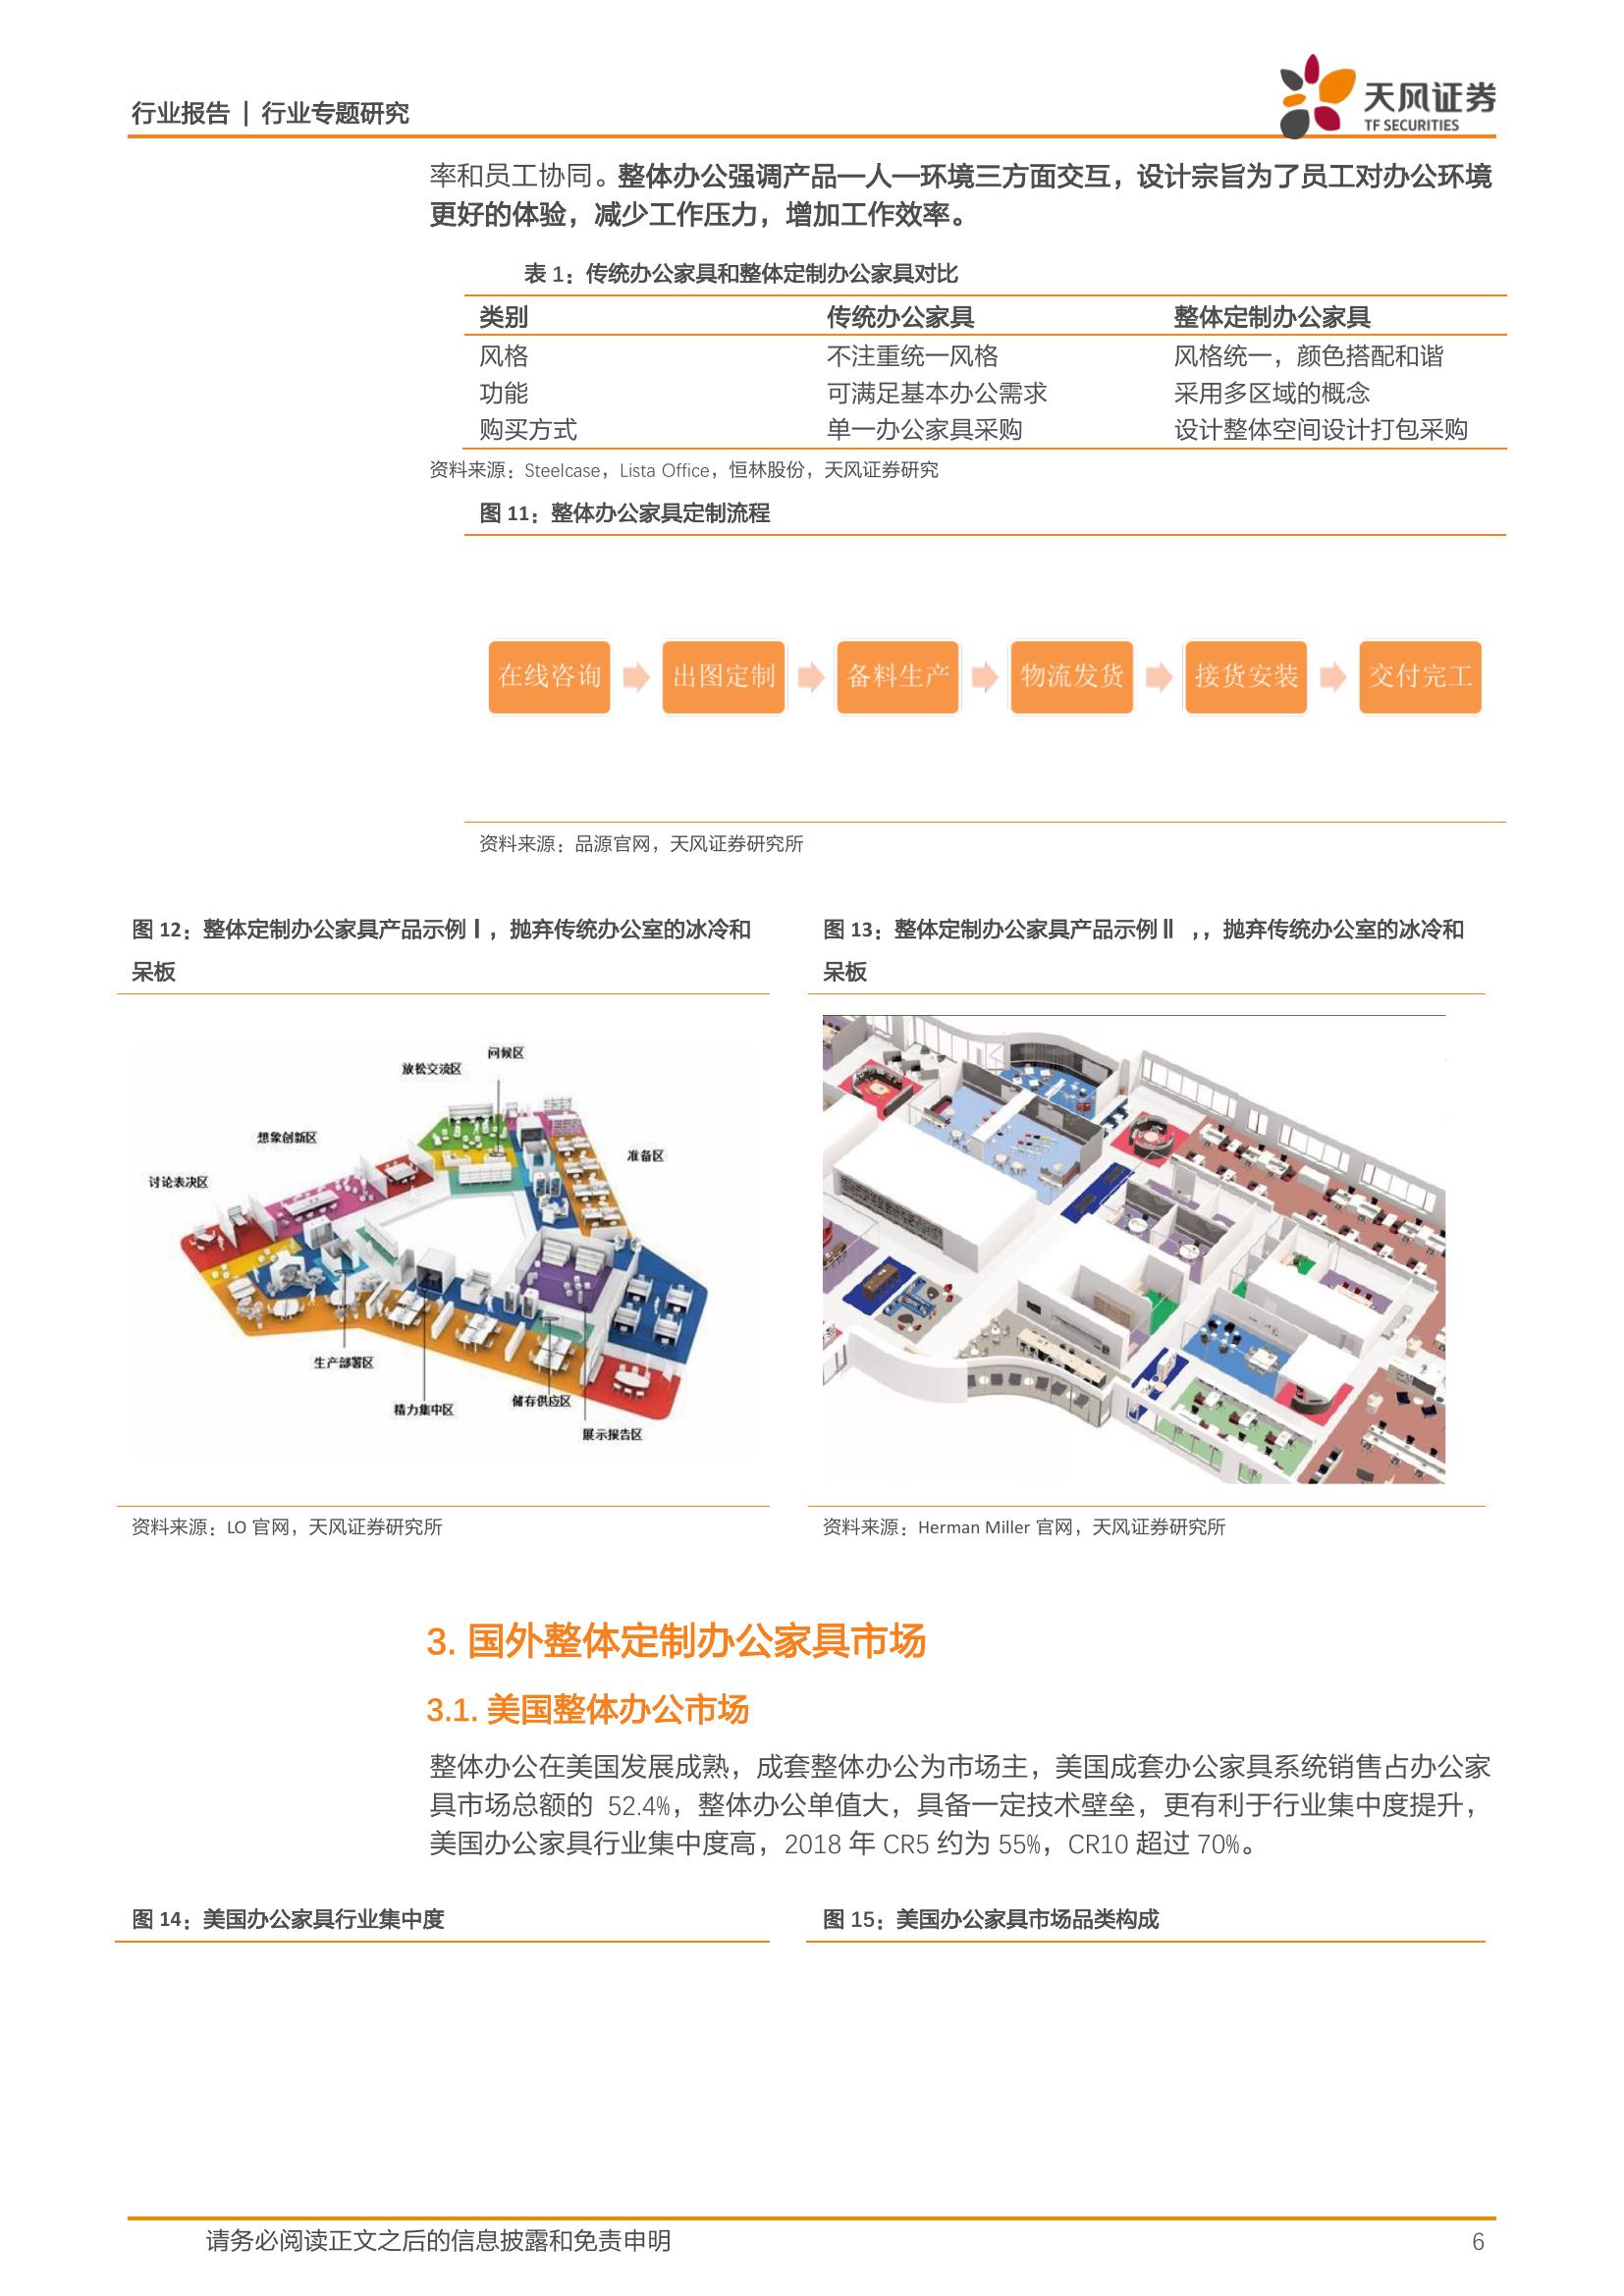 行业报告 | 行业专题研究
天风证券
TF SECURITIES
率和员工协同。整体办公强调产品一人一环境三方面交互，设计宗旨为了员工对办公环境
更好的体验，减少工作压力，增加工作效率。
表 1：传统办公家具和整体定制办公家具对比
类别 传统办公家具 整体定制办公家具
风格 不注重统一风格 风格统一，颜色搭配和谐
功能 可满足基本办公需求 采用多区域的概念
购买方式 单一办公家具采购 设计整体空间设计打包采购
资料来源：Steelcase，Lista Office，恒林股份，天风证券研究
图 11：整体办公家具定制流程
在线咨询 出图定制 备料生产 物流发货 接货安装 交付完工
资料来源：品源官网，天风证券研究所
图 12：整体定制办公家具产品示例Ⅰ，抛弃传统办公室的冰冷和
呆板
图 13：整体定制办公家具产品示例Ⅱ ，，抛弃传统办公室的冰冷和
呆板
问候区
放松交流区
想象创新区
准备区
讨论表决区
生产部署区
精力集中区
储存供应区
展示报告区
资料来源：LO 官网，天风证券研究所
资料来源：Herman Miller 官网，天风证券研究所
3. 国外整体定制办公家具市场
3.1. 美国整体办公市场
整体办公在美国发展成熟，成套整体办公为市场主，美国成套办公家具系统销售占办公家
具市场总额的 52.4%，整体办公单值大，具备一定技术壁垒，更有利于行业集中度提升，
美国办公家具行业集中度高，2018 年 CR5 约为 55%，CR10 超过 70%。
图 14：美国办公家具行业集中度
图 15：美国办公家具市场品类构成
请务必阅读正文之后的信息披露和免责申明
6